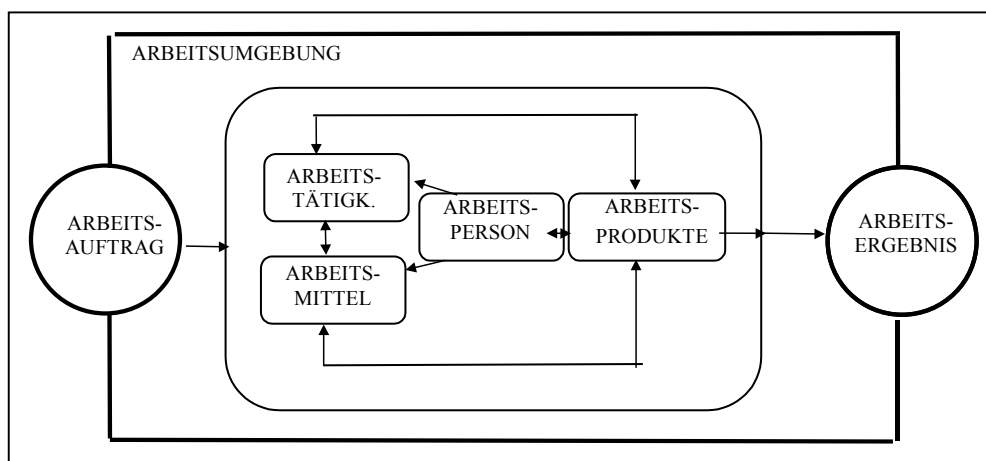 ARBEITSUMGEBUNG
ARBEITS-
AUFTRAG
ARBEITS-
TÄTIGK.
ARBEITS-
MITTEL
ARBEITS-
PERSON
ARBEITS-
PRODUKTE
ARBEITS-
ERGEBNIS